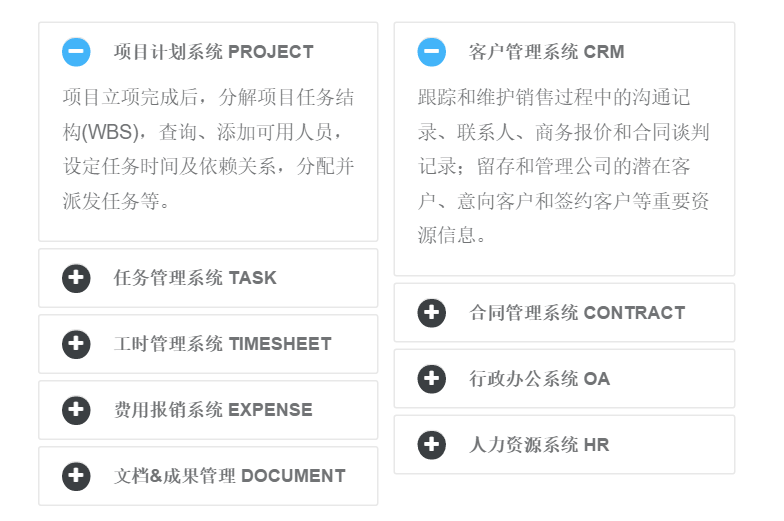 项目计划系统 PROJECT
项目立项完成后，分解项目任务结
构(WBS)，查询、添加可用人员，
设定任务时间及依赖关系，分配并
派发任务等。
任务管理系统 TASK
工时管理系统 TIMESHEET
费用报销系统 EXPENSE
文档&成果管理 DOCUMENT
客户管理系统 CRM
跟踪和维护销售过程中的沟通记
录、联系人、商务报价和合同谈判
记录；留存和管理公司的潜在客
户、意向客户和签约客户等重要资
源信息。
合同管理系统 CONTRACT
行政办公系统 OA
人力资源系统 HR